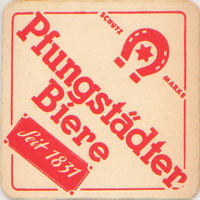 SCHUTZ MARKE
Pfungstädter
Biere
Seit 1831